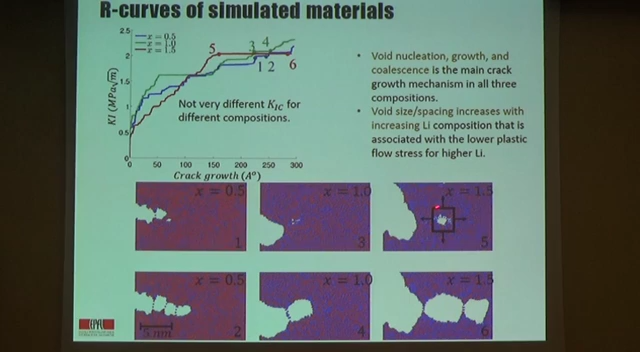 R-curves of simulated materials
2.5
2
1.5
1
0.5
0
x = 0.5
x = 1.0
x = 1.5
5
3
4
1 2
6
KI (MPa√m)
Not very different K_IC for
different compositions.
0 50 100 150 200 250 300
Crack growth (A°)
• Void nucleation, growth, and
coalescence is the main crack
growth mechanism in all three
compositions.
• Void size/spacing increases with
increasing Li composition that is
associated with the lower plastic
flow stress for higher Li.
x = 0.5
1
x = 1.0
3
x = 1.5
5
x = 0.5
5 nm
2
x = 1.0
4
x = 1.5
6